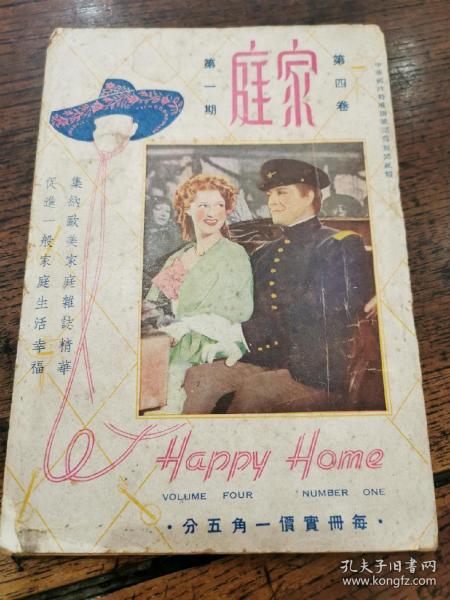 家庭
第四卷
第一期
集納歐美家庭雜誌精華
促進一般家庭生活幸福
Happy Home
VOLUME FOUR NUMBER ONE
·每冊實價一角五分·
孔夫子旧书网
www.kongfz.com